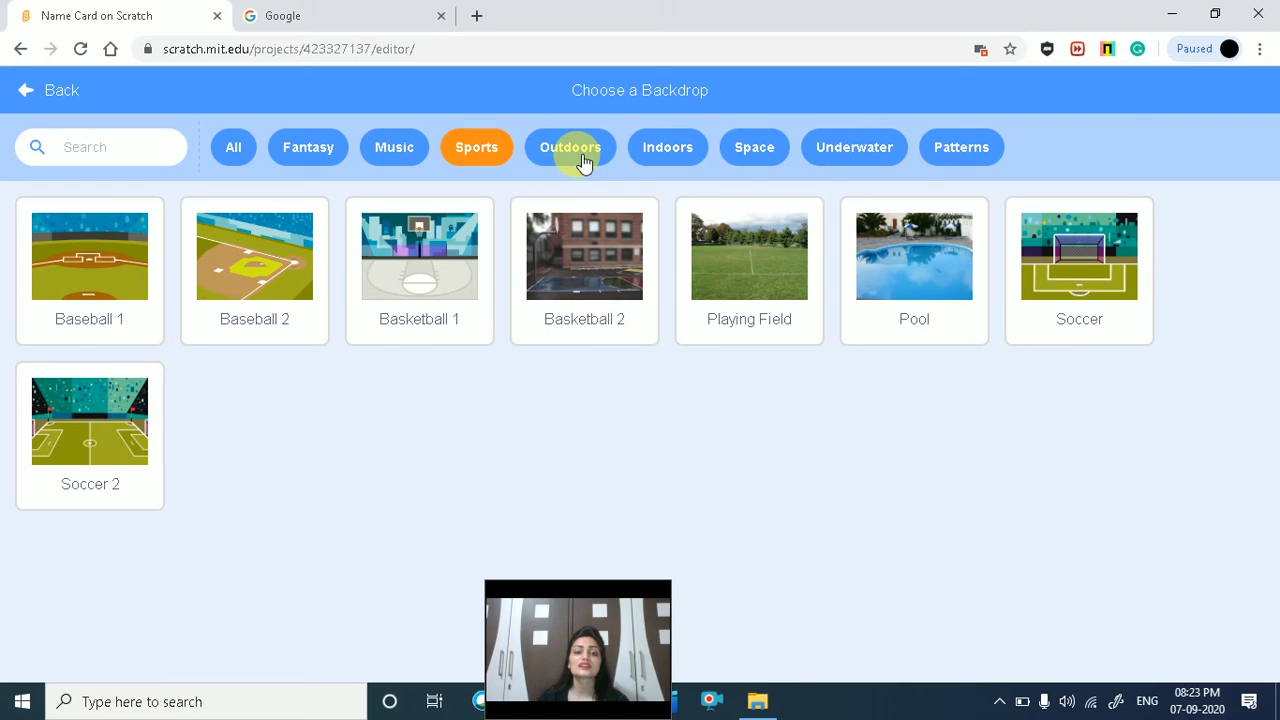 Name Card on Scratch
Google
scratch.mit.edu/projects/423327137/editor/
Paused
Back
Choose a Backdrop
Search
All
Fantasy
Music
Sports
Outdoors
Indoors
Space
Underwater
Patterns
Baseball 1
Baseball 2
Basketball 1
Basketball 2
Playing Field
Pool
Soccer
Soccer 2
Type here to search
ENG
08:23 PM
07-09-2020